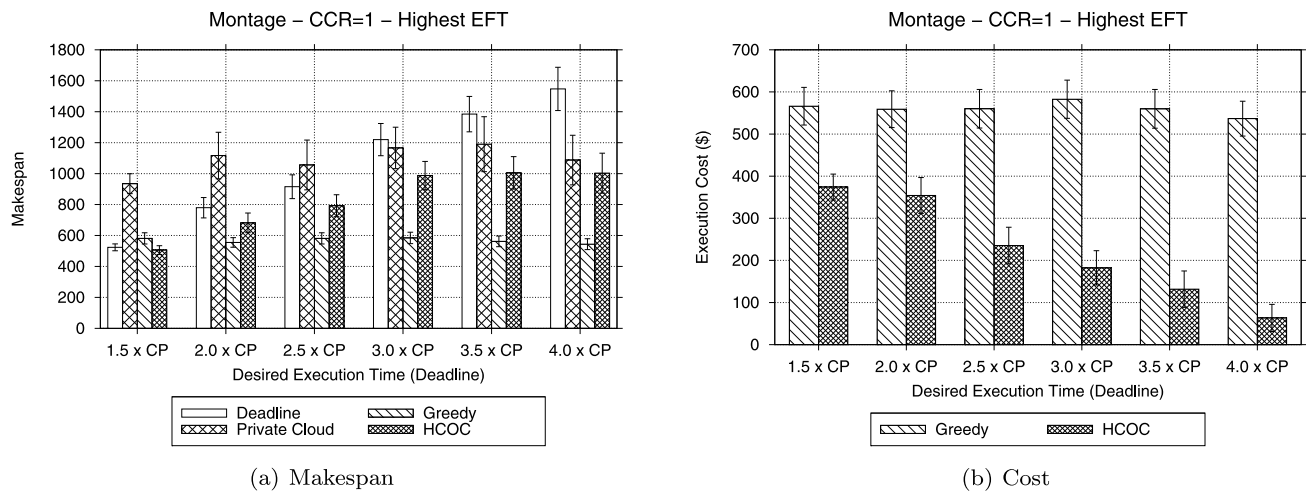 Montage – CCR=1 – Highest EFT
Makespan
1800
1600
1400
1200
1000
800
600
400
200
0
1.5 x CP 2.0 x CP 2.5 x CP 3.0 x CP 3.5 x CP 4.0 x CP
Desired Execution Time (Deadline)
Deadline Greedy
Private Cloud HCOC
(a) Makespan
Montage – CCR=1 – Highest EFT
Execution Cost ($)
700
600
500
400
300
200
100
0
1.5 x CP 2.0 x CP 2.5 x CP 3.0 x CP 3.5 x CP 4.0 x CP
Desired Execution Time (Deadline)
Greedy HCOC
(b) Cost